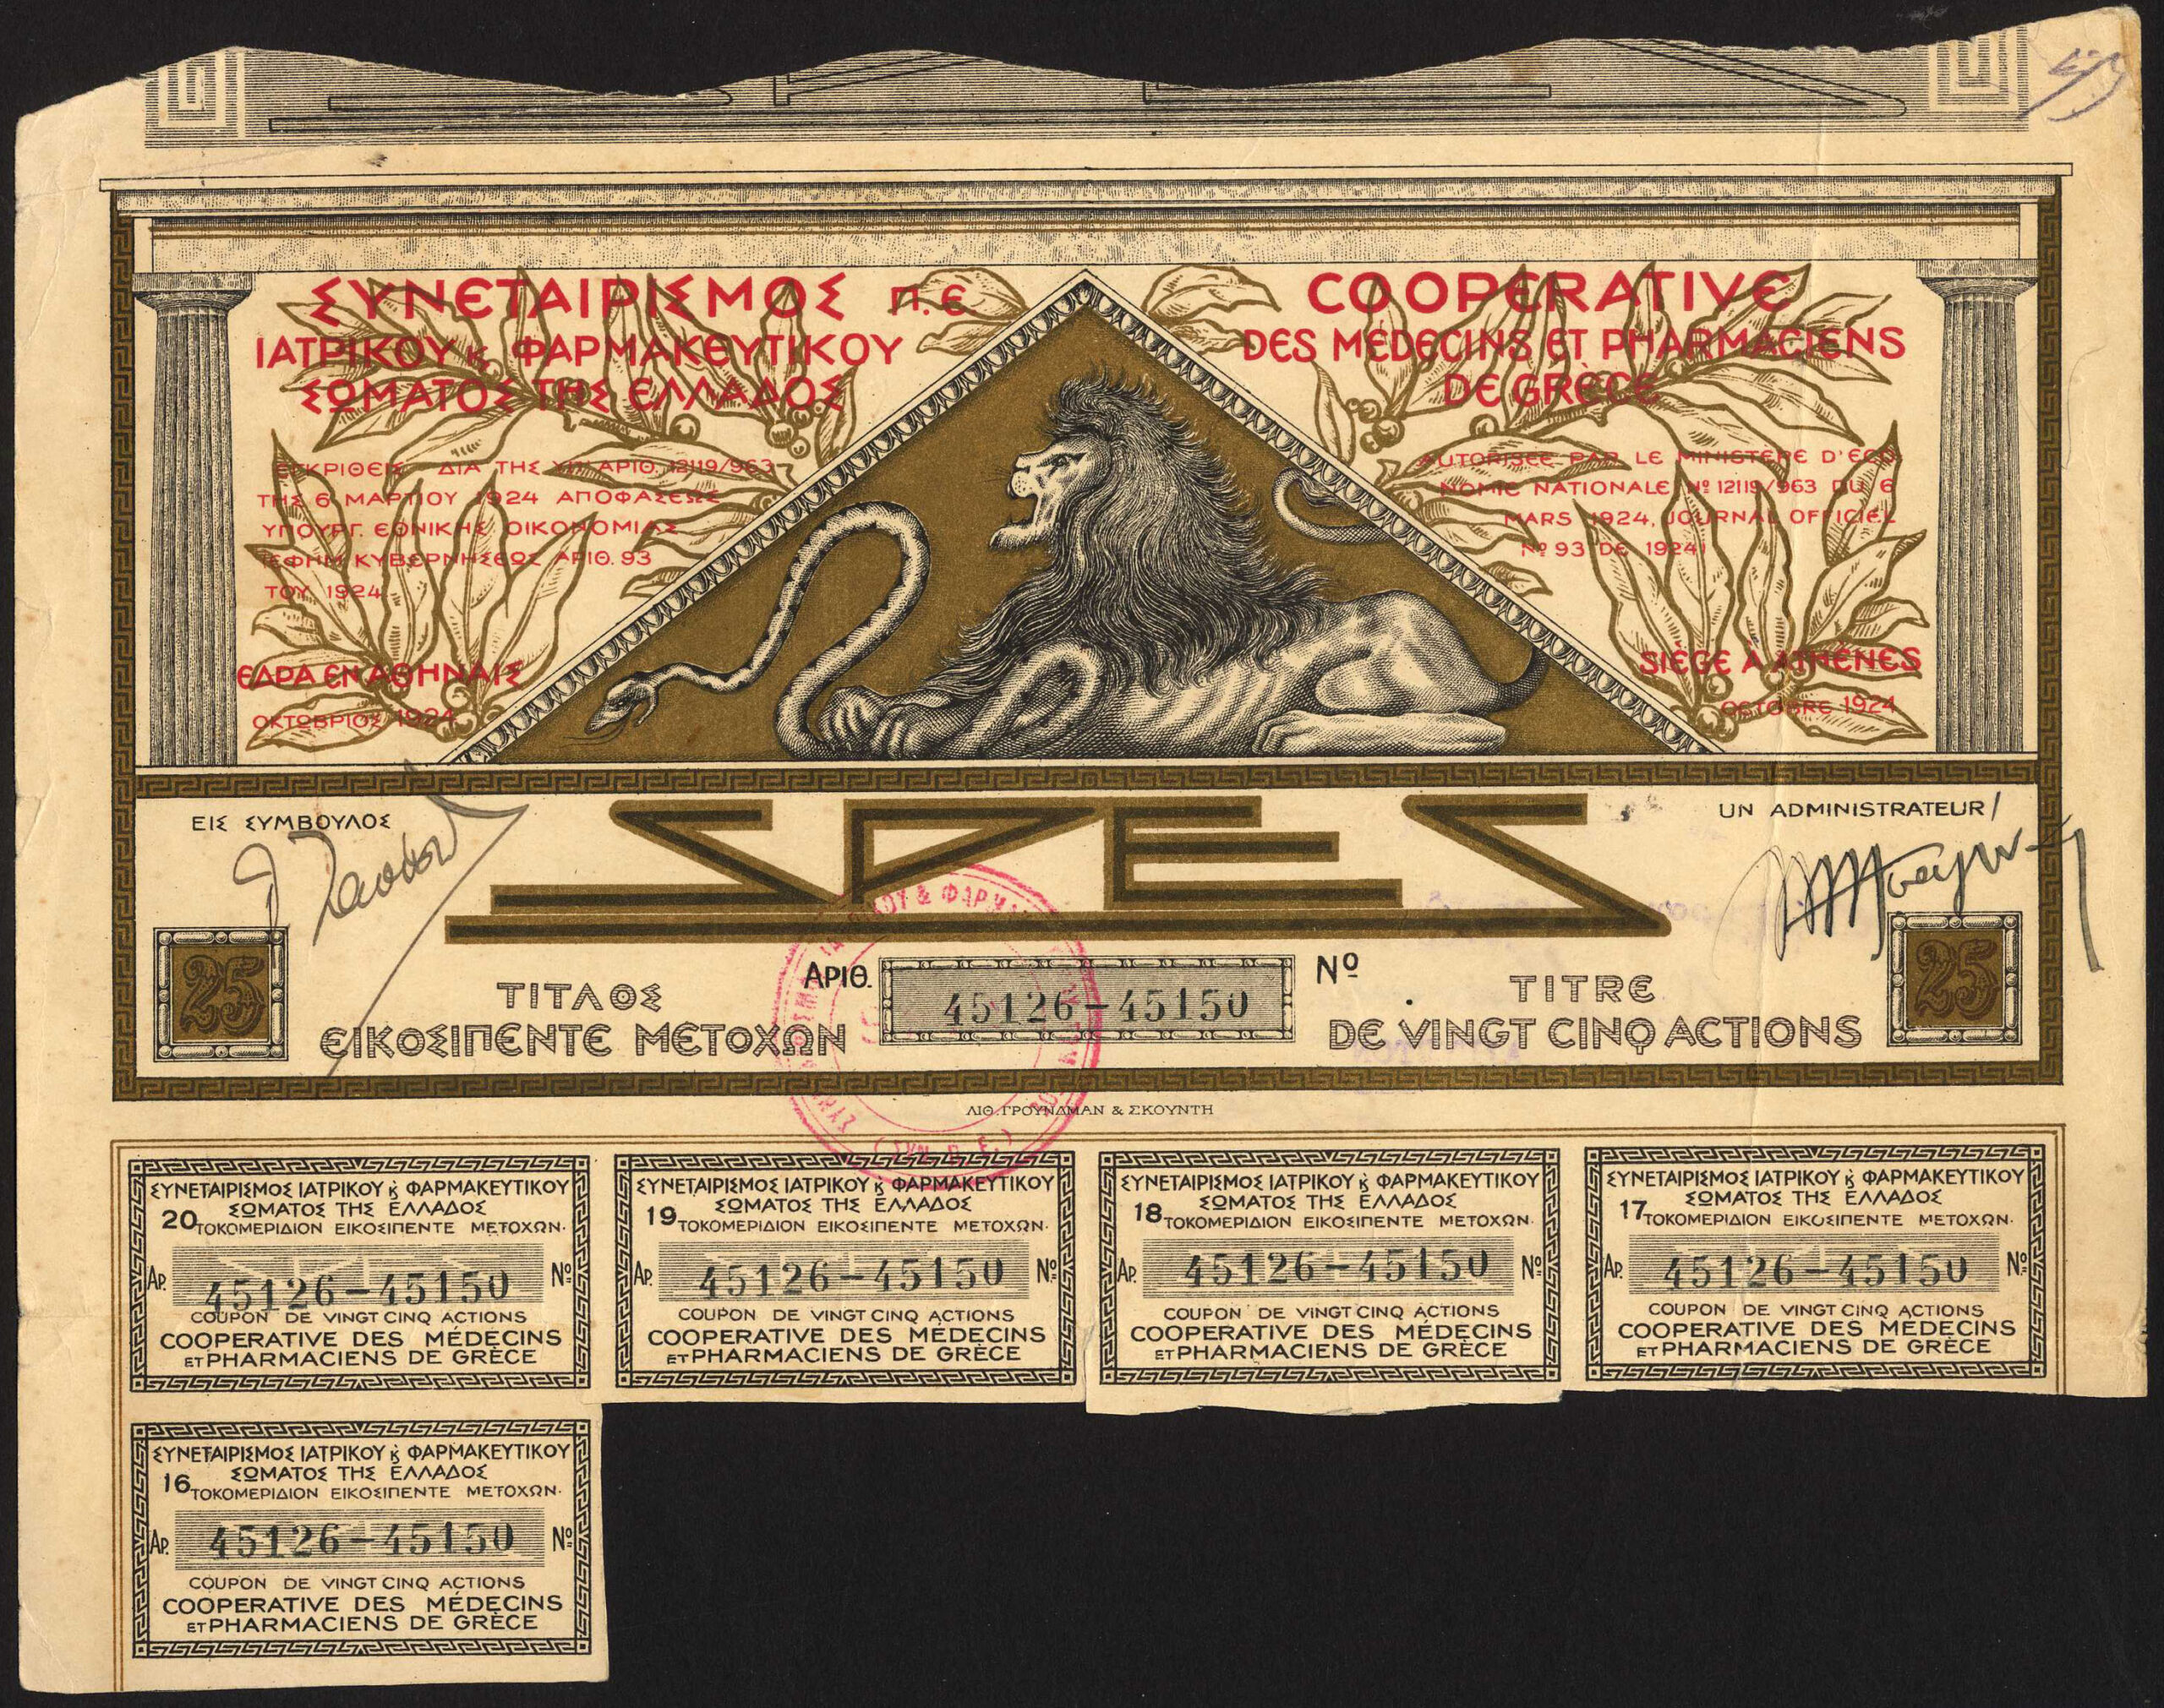 ΣΥΝΕΤΑΙΡΙΣΜΟΣ Π.Ε
ΙΑΤΡΙΚΟΥ κ̀ ΦΑΡΜΑΚΕΥΤΙΚΟΥ
ΣΩΜΑΤΟΣ ΤΗΣ ΕΛΛΑΔΟΣ
ΕΓΚΡΙΘΕΙΣ ΔΙΑ ΤΗΣ ΥΠ ΑΡΙΘ. 12119/963
ΤΗΣ 6 ΜΑΡΤΙΟΥ 1924 ΑΠΟΦΑΣΕΩΣ
ΥΠΟΥΡΓ. ΕΘΝΙΚΗΣ ΟΙΚΟΝΟΜΙΑΣ
(ΕΦΗΜ ΚΥΒΕΡΝΗΣΕΩΣ ΑΡΙΘ. 93
ΤΟΥ 1924)
ΕΔΡΑ ΕΝ ΑΘΗΝΑΙΣ
ΟΚΤΩΒΡΙΟΣ 1924
COOPERATIVE
DES MÉDECINS ET PHARMACIENS
DE GRÈCE
AUTORISÉE PAR LE MINISTÈRE D'ÉCO
NOMIE NATIONALE Nº 12119/963 DU 6
MARS 1924, JOURNAL OFFICIEL
Nº 93 DE 1924)
SIÈGE A ATHÈNES
OCTOBRE 1924
SPES
ΕΙΣ ΣΥΜΒΟΥΛΟΣ
UN ADMINISTRATEUR
25
ΤΙΤΛΟΣ
ΕΙΚΟΣΙΠΕΝΤΕ ΜΕΤΟΧΩΝ
ΑΡΙΘ. 45126-45150 Nº
TITRE
DE VINGT CINQ ACTIONS
25
ΛΙΘ. ΓΡΟΥΝΔΜΑΝ & ΣΚΟΥΝΤΗ
(ΣΥΝ. Π. Ε.)
ΣΥΝΕΤΑΙΡΙΣΜΟΣ ΙΑΤΡΙΚΟΥ κ̀ ΦΑΡΜΑΚΕΥΤΙΚΟΥ
ΣΩΜΑΤΟΣ ΤΗΣ ΕΛΛΑΔΟΣ
20 ΤΟΚΟΜΕΡΙΔΙΟΝ ΕΙΚΟΣΙΠΕΝΤΕ ΜΕΤΟΧΩΝ.
ΑΡ. 45126-45150 Nº
COUPON DE VINGT CINQ ACTIONS
COOPERATIVE DES MÉDECINS
ET PHARMACIENS DE GRÈCE
ΣΥΝΕΤΑΙΡΙΣΜΟΣ ΙΑΤΡΙΚΟΥ κ̀ ΦΑΡΜΑΚΕΥΤΙΚΟΥ
ΣΩΜΑΤΟΣ ΤΗΣ ΕΛΛΑΔΟΣ
19 ΤΟΚΟΜΕΡΙΔΙΟΝ ΕΙΚΟΣΙΠΕΝΤΕ ΜΕΤΟΧΩΝ.
ΑΡ. 45126-45150 Nº
COUPON DE VINGT CINQ ACTIONS
COOPERATIVE DES MÉDECINS
ET PHARMACIENS DE GRÈCE
ΣΥΝΕΤΑΙΡΙΣΜΟΣ ΙΑΤΡΙΚΟΥ κ̀ ΦΑΡΜΑΚΕΥΤΙΚΟΥ
ΣΩΜΑΤΟΣ ΤΗΣ ΕΛΛΑΔΟΣ
18 ΤΟΚΟΜΕΡΙΔΙΟΝ ΕΙΚΟΣΙΠΕΝΤΕ ΜΕΤΟΧΩΝ.
ΑΡ. 45126-45150 Nº
COUPON DE VINGT CINQ ACTIONS
COOPERATIVE DES MÉDECINS
ET PHARMACIENS DE GRÈCE
ΣΥΝΕΤΑΙΡΙΣΜΟΣ ΙΑΤΡΙΚΟΥ κ̀ ΦΑΡΜΑΚΕΥΤΙΚΟΥ
ΣΩΜΑΤΟΣ ΤΗΣ ΕΛΛΑΔΟΣ
17 ΤΟΚΟΜΕΡΙΔΙΟΝ ΕΙΚΟΣΙΠΕΝΤΕ ΜΕΤΟΧΩΝ.
ΑΡ. 45126-45150 Nº
COUPON DE VINGT CINQ ACTIONS
COOPERATIVE DES MÉDECINS
ET PHARMACIENS DE GRÈCE
ΣΥΝΕΤΑΙΡΙΣΜΟΣ ΙΑΤΡΙΚΟΥ κ̀ ΦΑΡΜΑΚΕΥΤΙΚΟΥ
ΣΩΜΑΤΟΣ ΤΗΣ ΕΛΛΑΔΟΣ
16 ΤΟΚΟΜΕΡΙΔΙΟΝ ΕΙΚΟΣΙΠΕΝΤΕ ΜΕΤΟΧΩΝ.
ΑΡ. 45126-45150 Nº
COUPON DE VINGT CINQ ACTIONS
COOPERATIVE DES MÉDECINS
ET PHARMACIENS DE GRÈCE